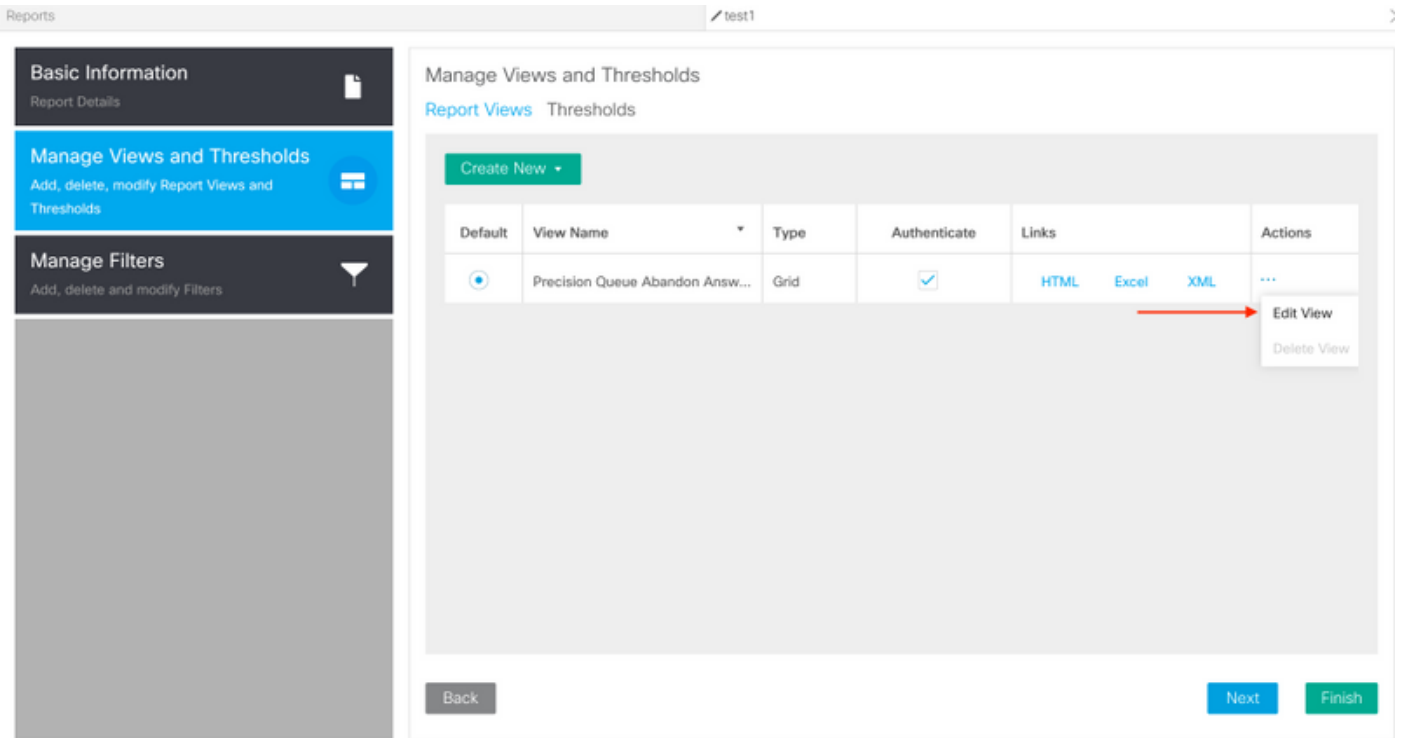 Reports
test1
Basic Information
Report Details
Manage Views and Thresholds
Add, delete, modify Report Views and
Thresholds
Manage Filters
Add, delete and modify Filters
Manage Views and Thresholds
Report Views Thresholds
Create New
Default View Name Type Authenticate Links Actions
Precision Queue Abandon Answ... Grid HTML Excel XML ...
Edit View
Delete View
Back Next Finish